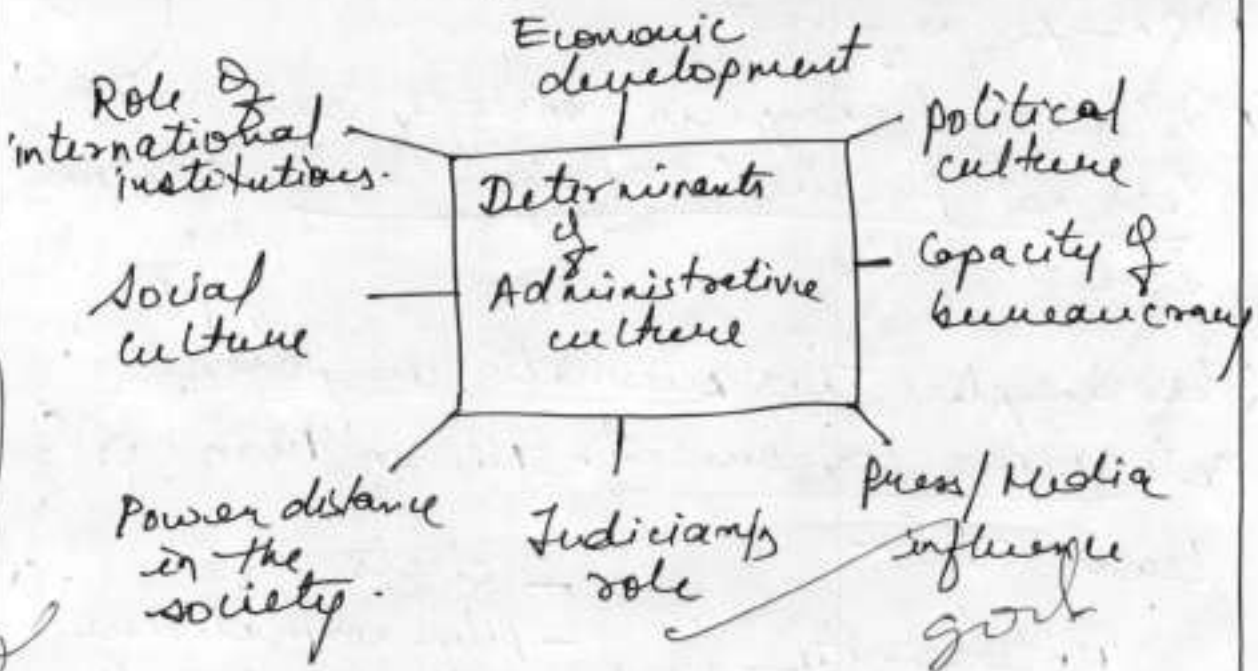 Economic
development
Role of
international
institutions.
political
culture
Determinants
of
Administrative
culture
Capacity of
bureaucracy
Social
culture
Power distance
in the
society.
Judiciary's
role
Press/Media
influence